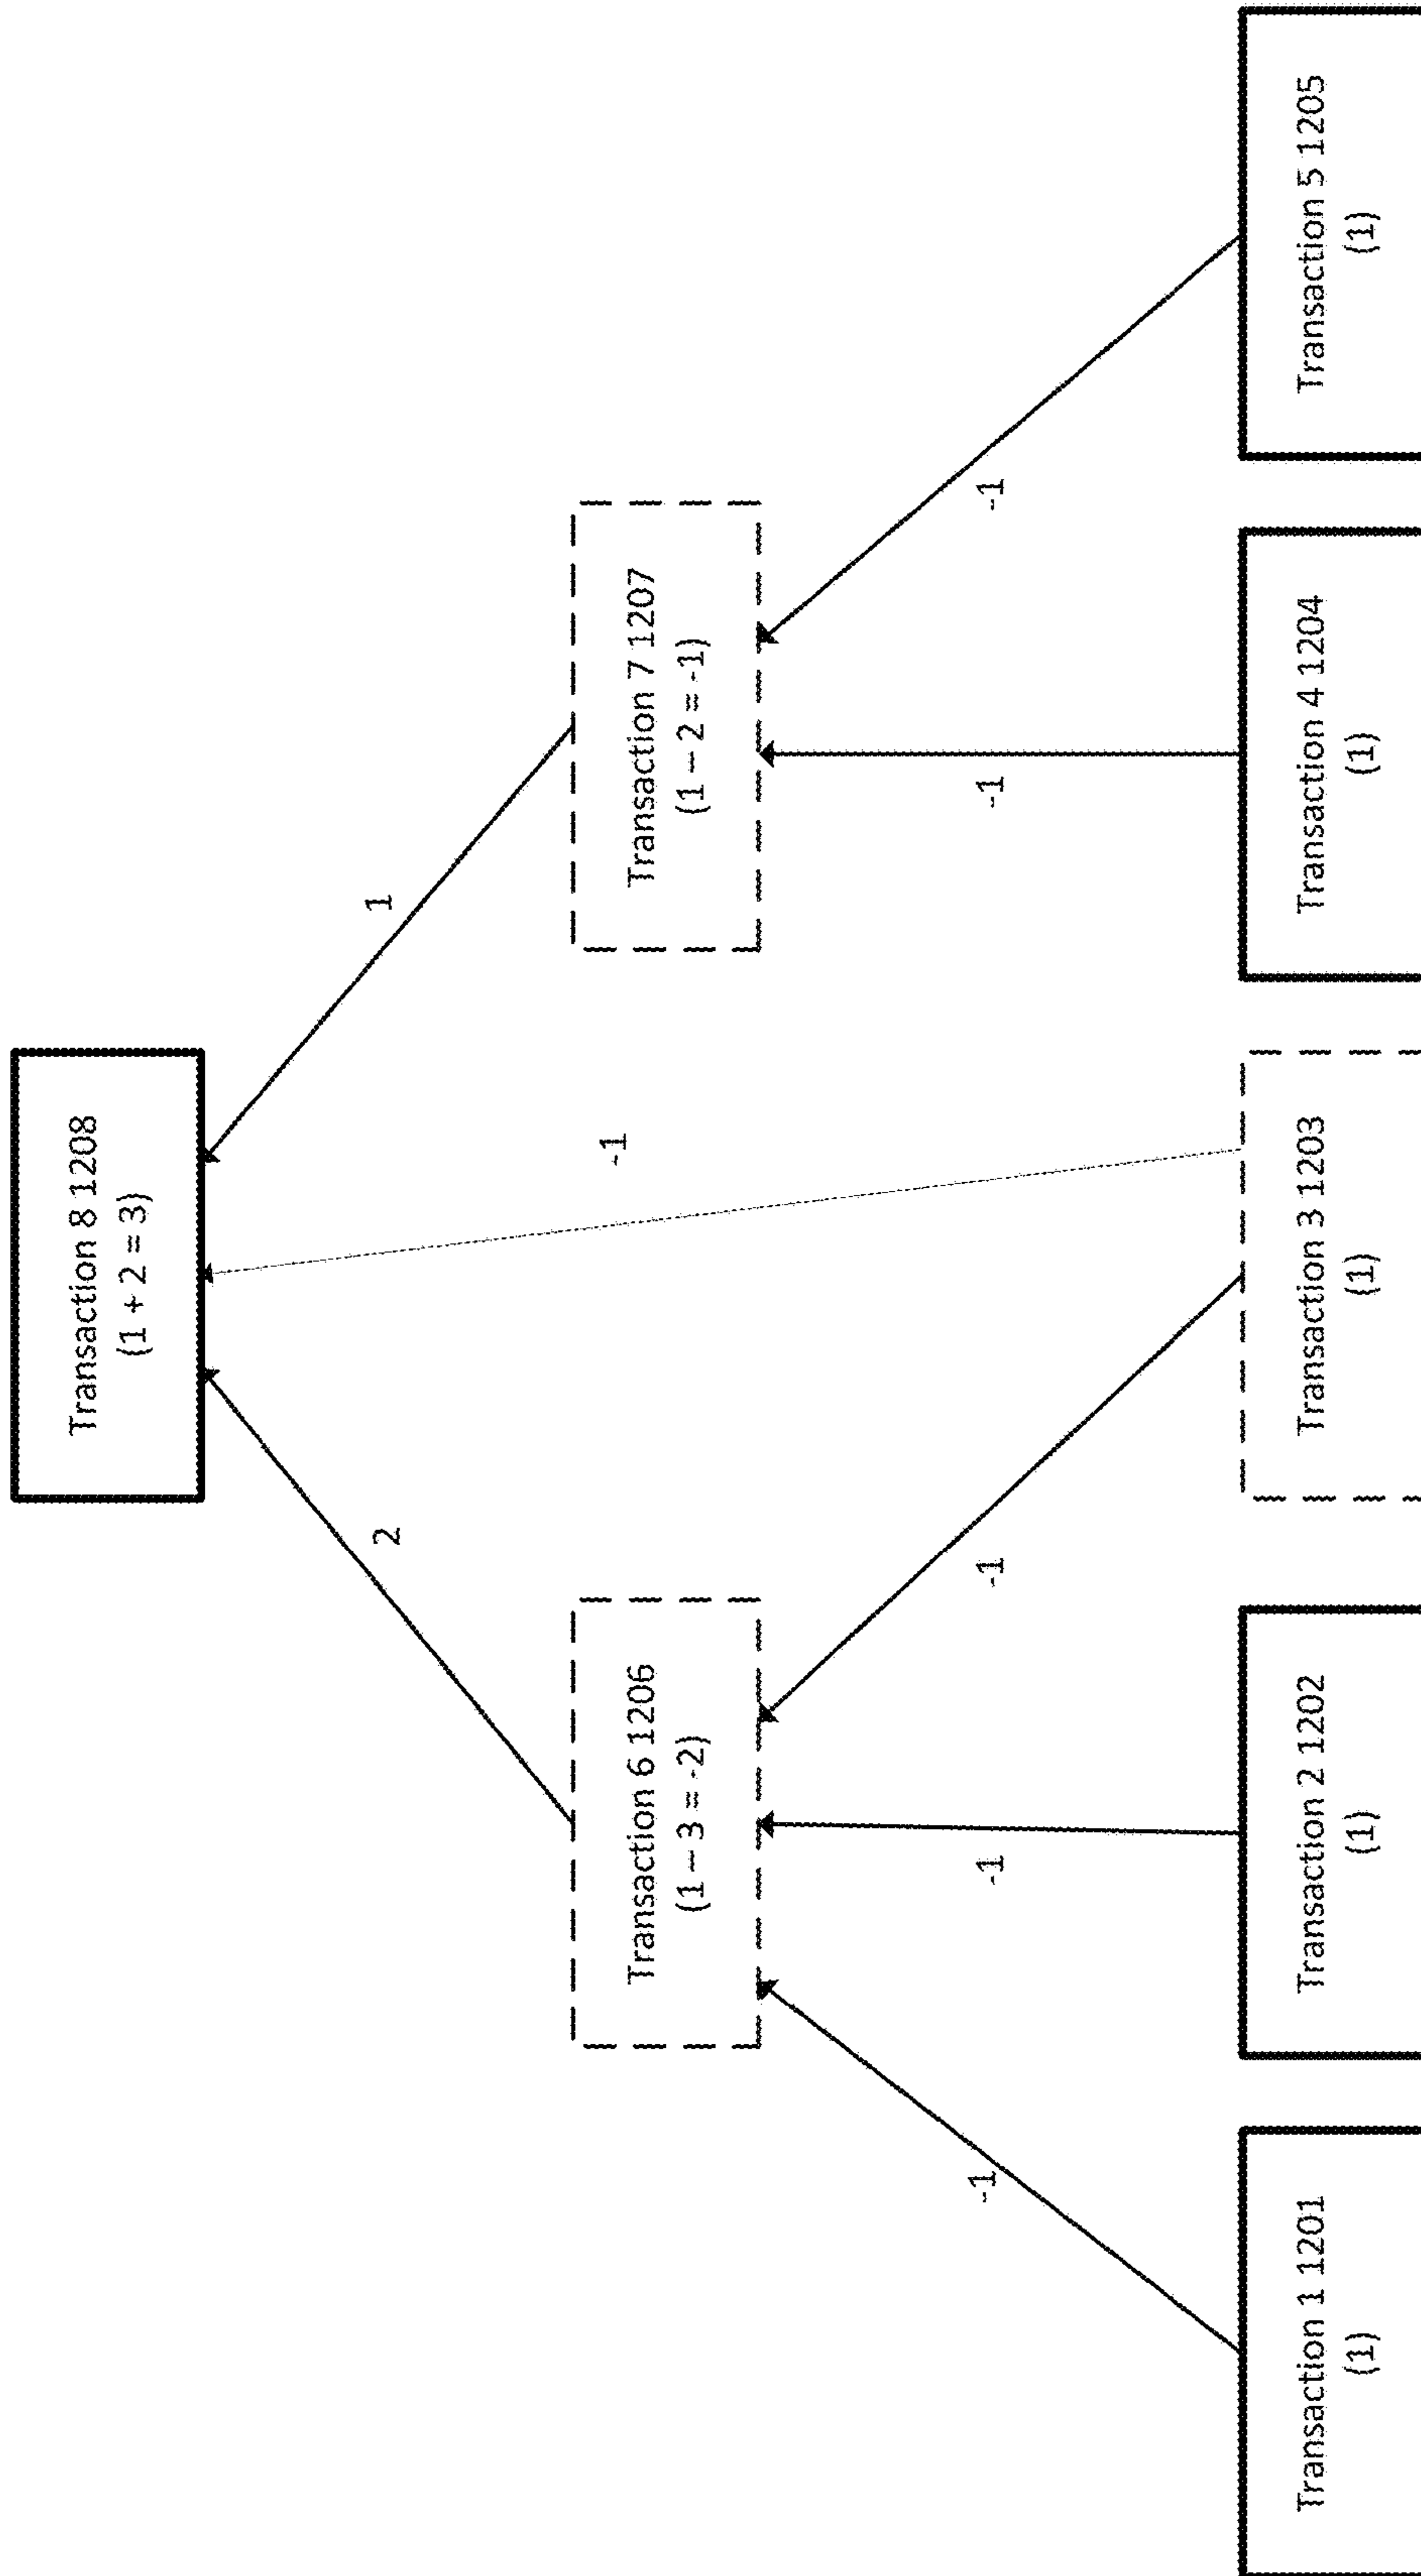 Transaction 8 1208
(1 + 2 = 3)
2
-1
1
Transaction 6 1206
(1 – 3 = -2)
Transaction 7 1207
(1 – 2 = -1)
-1
-1
-1
-1
-1
Transaction 1 1201
(1)
Transaction 2 1202
(1)
Transaction 3 1203
(1)
Transaction 4 1204
(1)
Transaction 5 1205
(1)